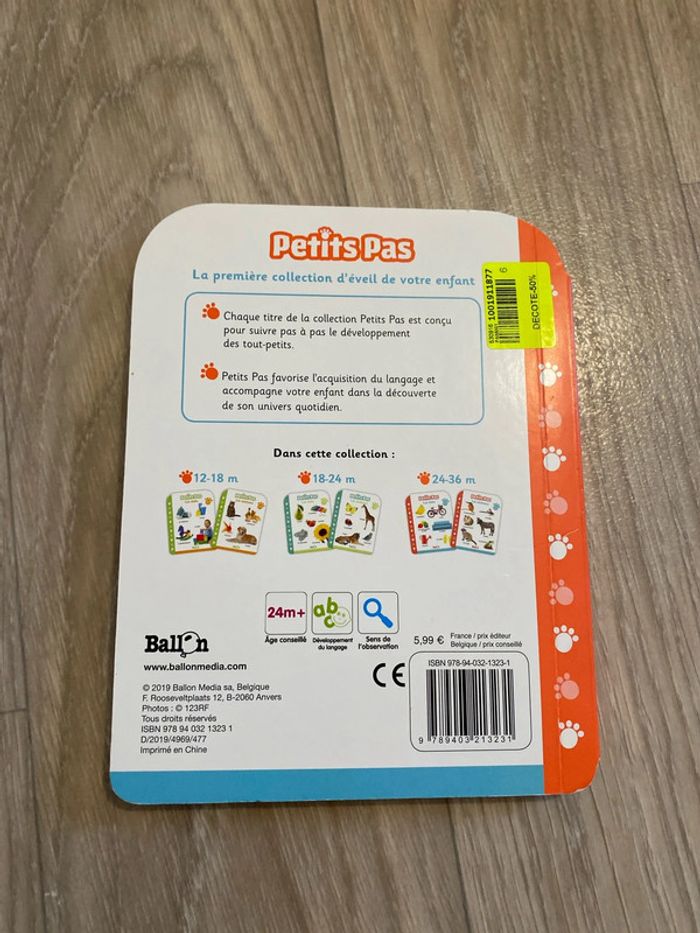 Petits Pas
La première collection d'éveil de votre enfant
6
1001911877
DECOTE-50%
Chaque titre de la collection Petits Pas est conçu
pour suivre pas à pas le développement
des tout-petits.
Petits Pas favorise l'acquisition du langage et
accompagne votre enfant dans la découverte
de son univers quotidien.
Dans cette collection :
12-18 m
18-24 m
24-36 m
24m+
abc
Âge conseillé
Développement
du langage
Sens de
l'observation
5,99 €
France / prix éditeur
Belgique / prix conseillé
Ballon
www.ballonmedia.com
CE
ISBN 978-94-032-1323-1
9 789403 213231
© 2019 Ballon Media sa, Belgique
F. Rooseveltplaats 12, B-2060 Anvers
Photos : © 123RF
Tous droits réservés
ISBN 978 94 032 1323 1
D/2019/4969/477
Imprimé en Chine